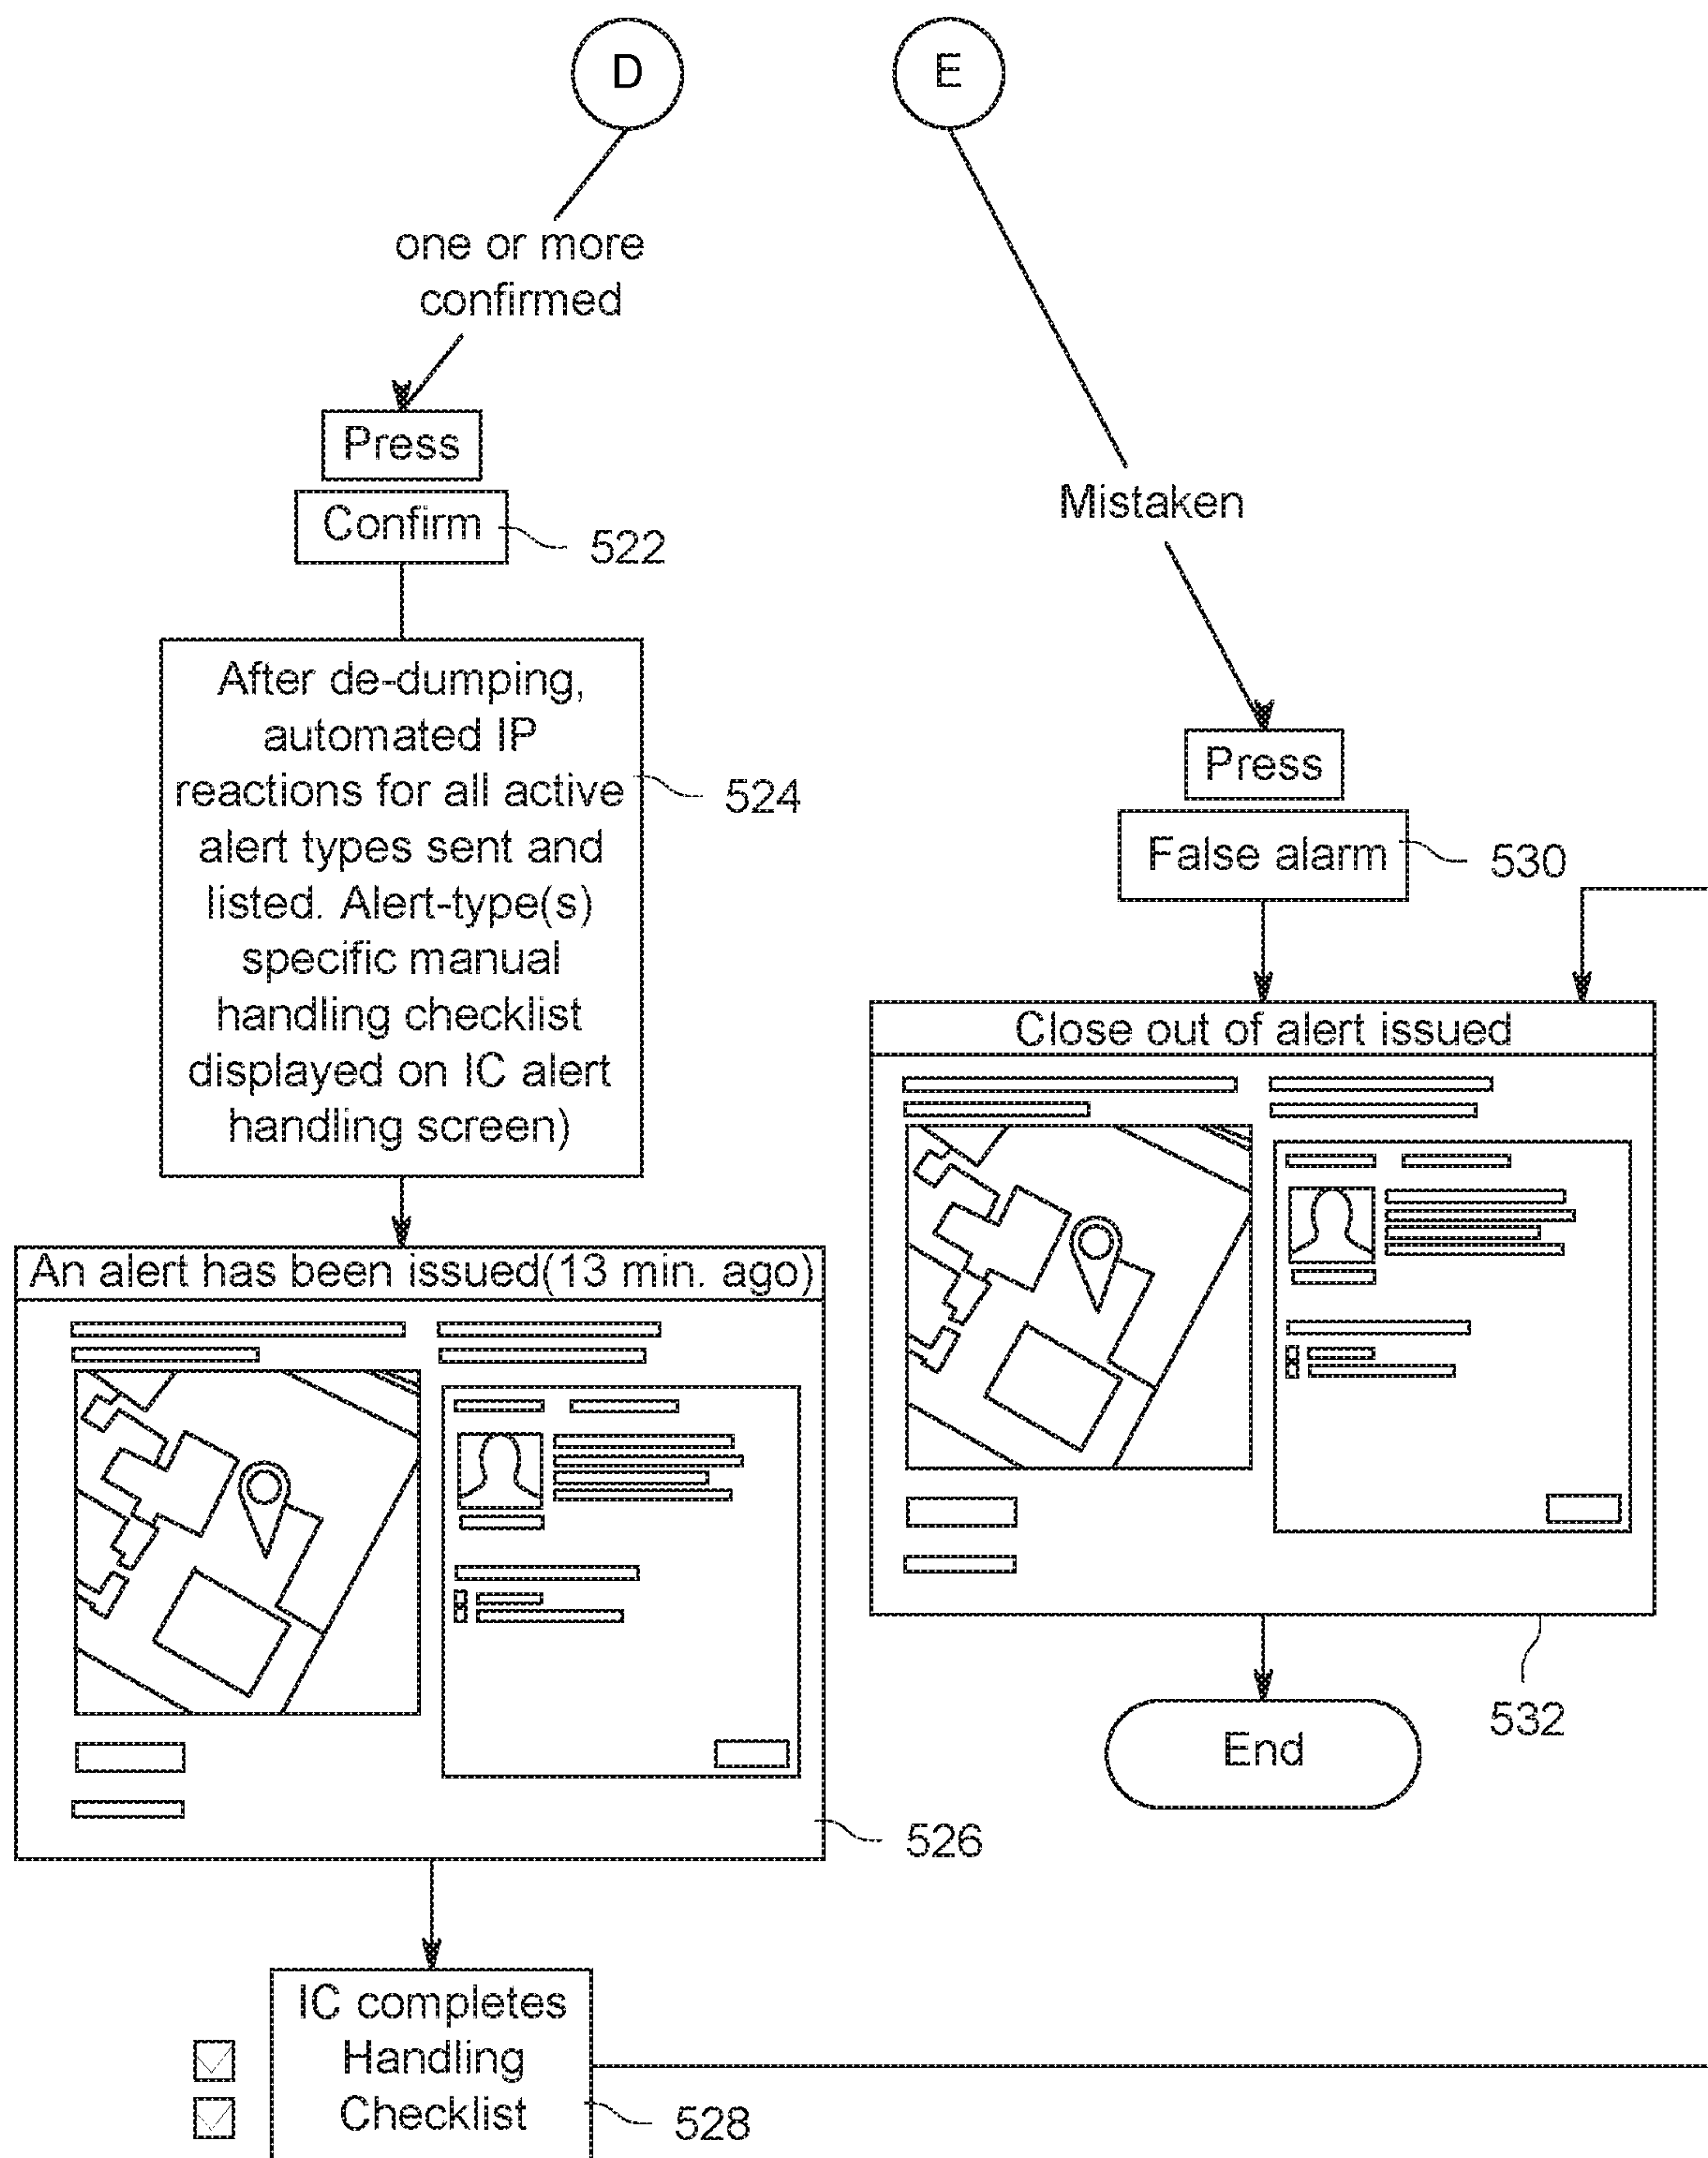 D
one or more
confirmed
Press
Confirm
522
After de-dumping,
automated IP
reactions for all active
alert types sent and
listed. Alert-type(s)
specific manual
handling checklist
displayed on IC alert
handling screen)
524
An alert has been issued(13 min. ago)
526
IC completes
Handling
Checklist
528
E
Mistaken
Press
False alarm
530
Close out of alert issued
532
End